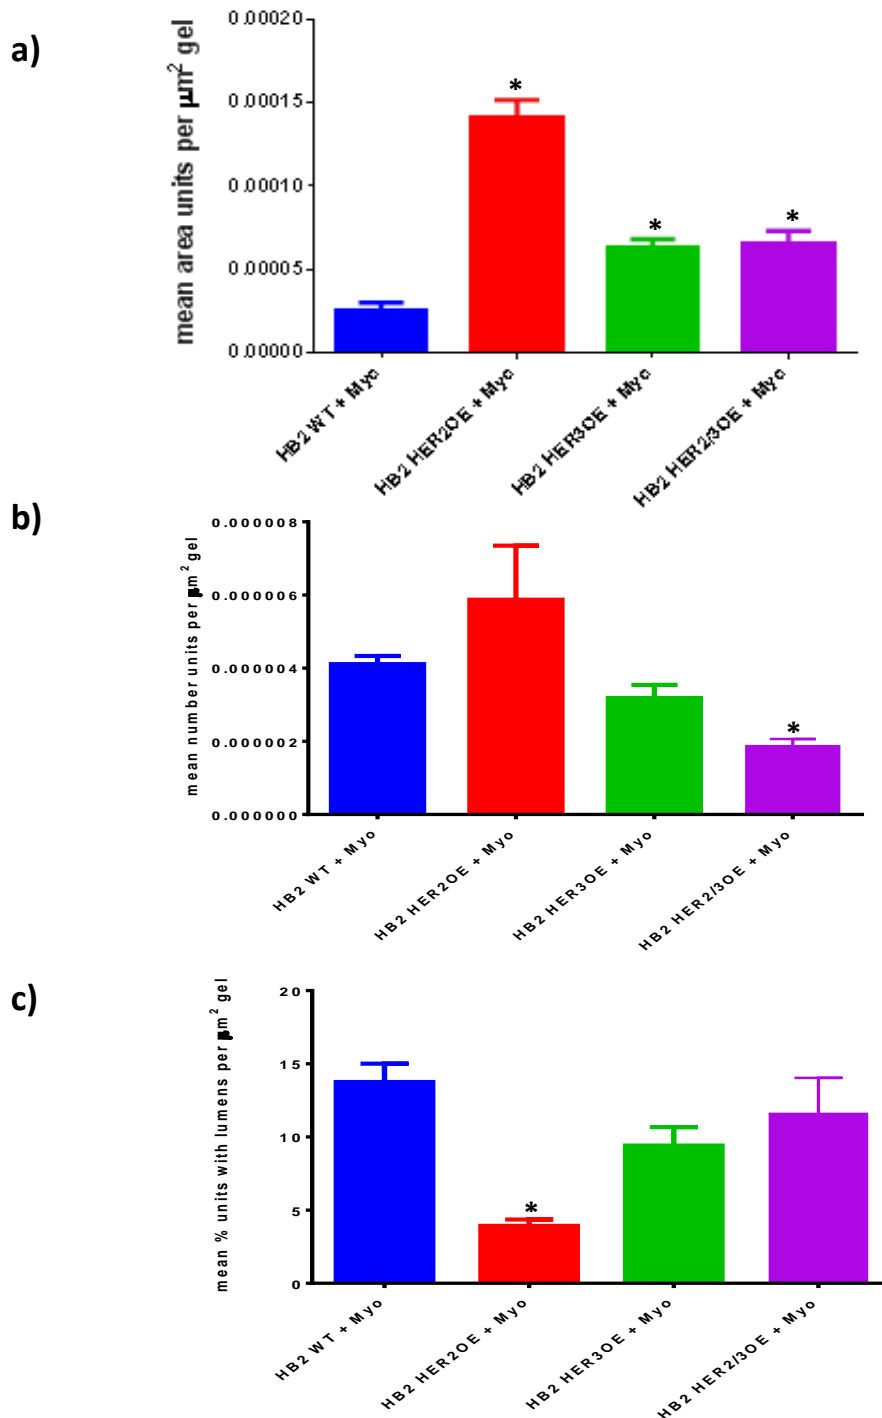 a)
mean area units per µm² gel
0.00020
0.00015
0.00010
0.00005
0.00000
*
*
*
HB2 WT + Myo
HB2 HER2OE + Myo
HB2 HER3OE + Myo
HB2 HER2/3OE + Myo
b)
mean number units per µm² gel
0.000008
0.000006
0.000004
0.000002
0.000000
*
HB2 WT + Myo
HB2 HER2OE + Myo
HB2 HER3OE + Myo
HB2 HER2/3OE + Myo
c)
mean % units with lumens per µm² gel
20
15
10
5
0
*
HB2 WT + Myo
HB2 HER2OE + Myo
HB2 HER3OE + Myo
HB2 HER2/3OE + Myo